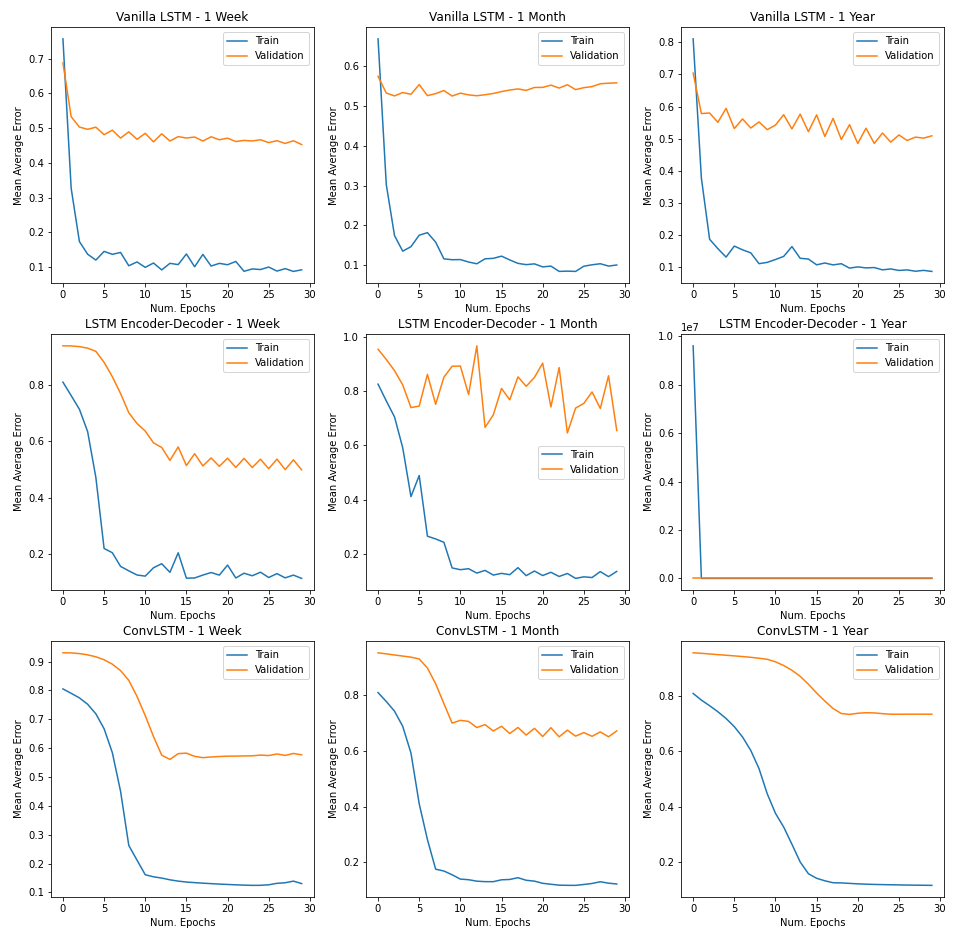 Vanilla LSTM - 1 Week
Mean Average Error
0.7
0.6
0.5
0.4
0.3
0.2
0.1
Train
Validation
0 5 10 15 20 25 30
Num. Epochs
Vanilla LSTM - 1 Month
Mean Average Error
0.6
0.5
0.4
0.3
0.2
0.1
Train
Validation
0 5 10 15 20 25 30
Num. Epochs
Vanilla LSTM - 1 Year
Mean Average Error
0.8
0.7
0.6
0.5
0.4
0.3
0.2
0.1
Train
Validation
0 5 10 15 20 25 30
Num. Epochs
LSTM Encoder-Decoder - 1 Week
Mean Average Error
0.8
0.6
0.4
0.2
Train
Validation
0 5 10 15 20 25 30
Num. Epochs
LSTM Encoder-Decoder - 1 Month
Mean Average Error
1.0
0.8
0.6
0.4
0.2
Train
Validation
0 5 10 15 20 25 30
Num. Epochs
LSTM Encoder-Decoder - 1 Year
1e7
Mean Average Error
1.0
0.8
0.6
0.4
0.2
0.0
Train
Validation
0 5 10 15 20 25 30
Num. Epochs
ConvLSTM - 1 Week
Mean Average Error
0.9
0.8
0.7
0.6
0.5
0.4
0.3
0.2
0.1
Train
Validation
0 5 10 15 20 25 30
Num. Epochs
ConvLSTM - 1 Month
Mean Average Error
0.8
0.6
0.4
0.2
Train
Validation
0 5 10 15 20 25 30
Num. Epochs
ConvLSTM - 1 Year
Mean Average Error
0.8
0.6
0.4
0.2
Train
Validation
0 5 10 15 20 25 30
Num. Epochs